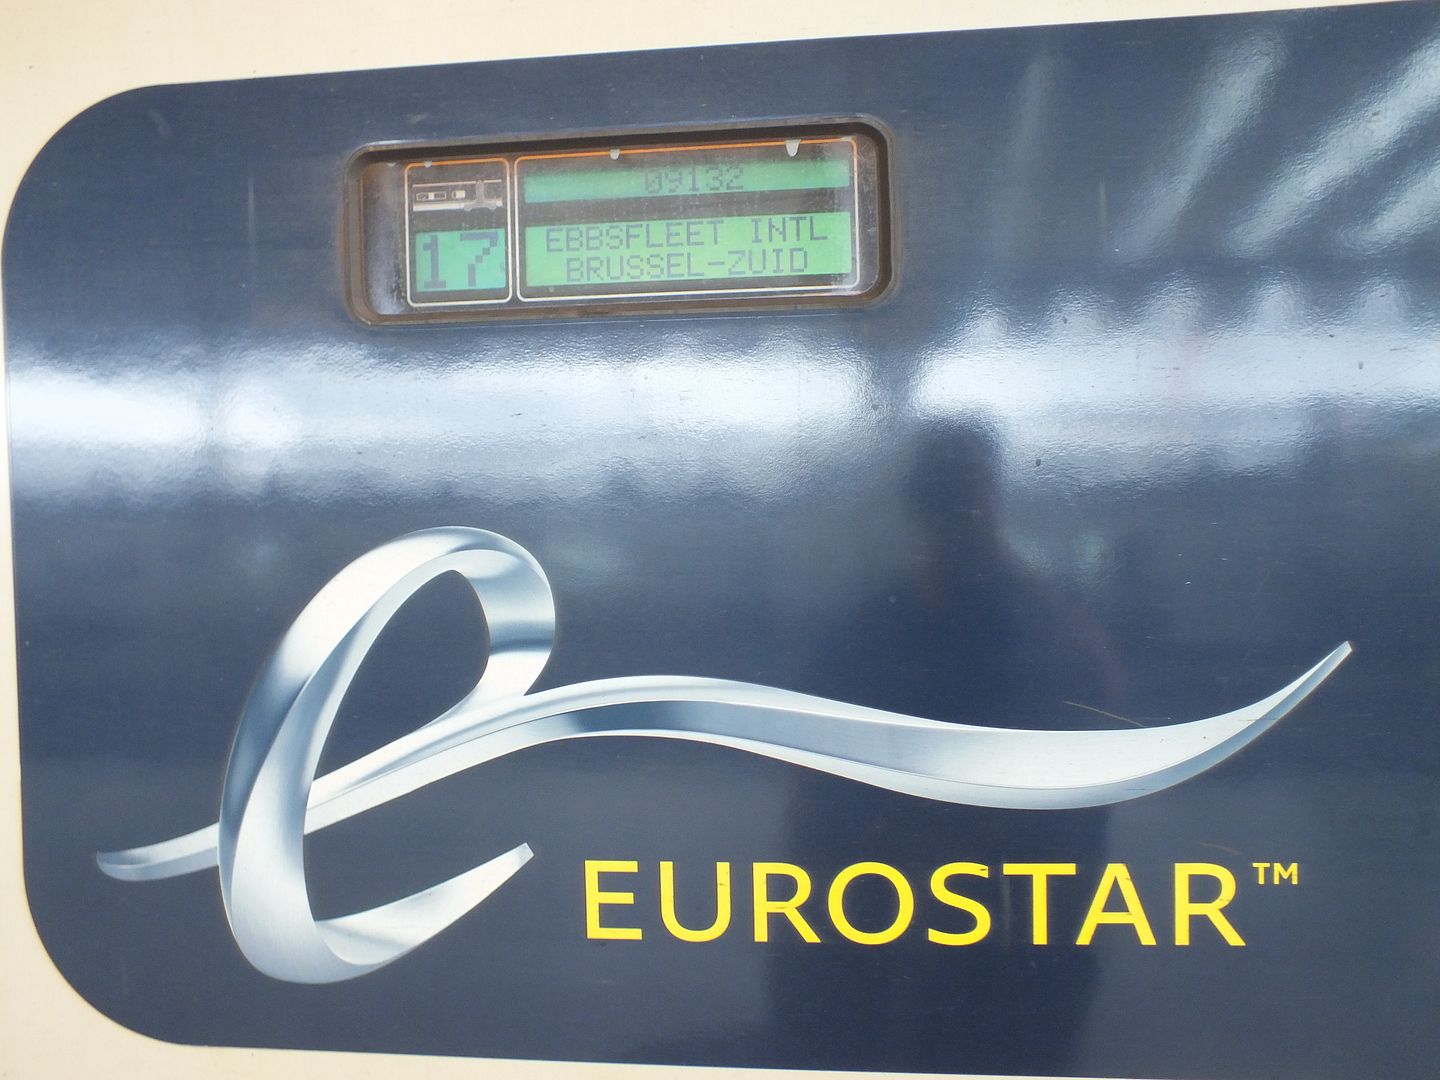 09132
17
EBBSFLEET INTL
BRUSSEL-ZUID
EUROSTAR™